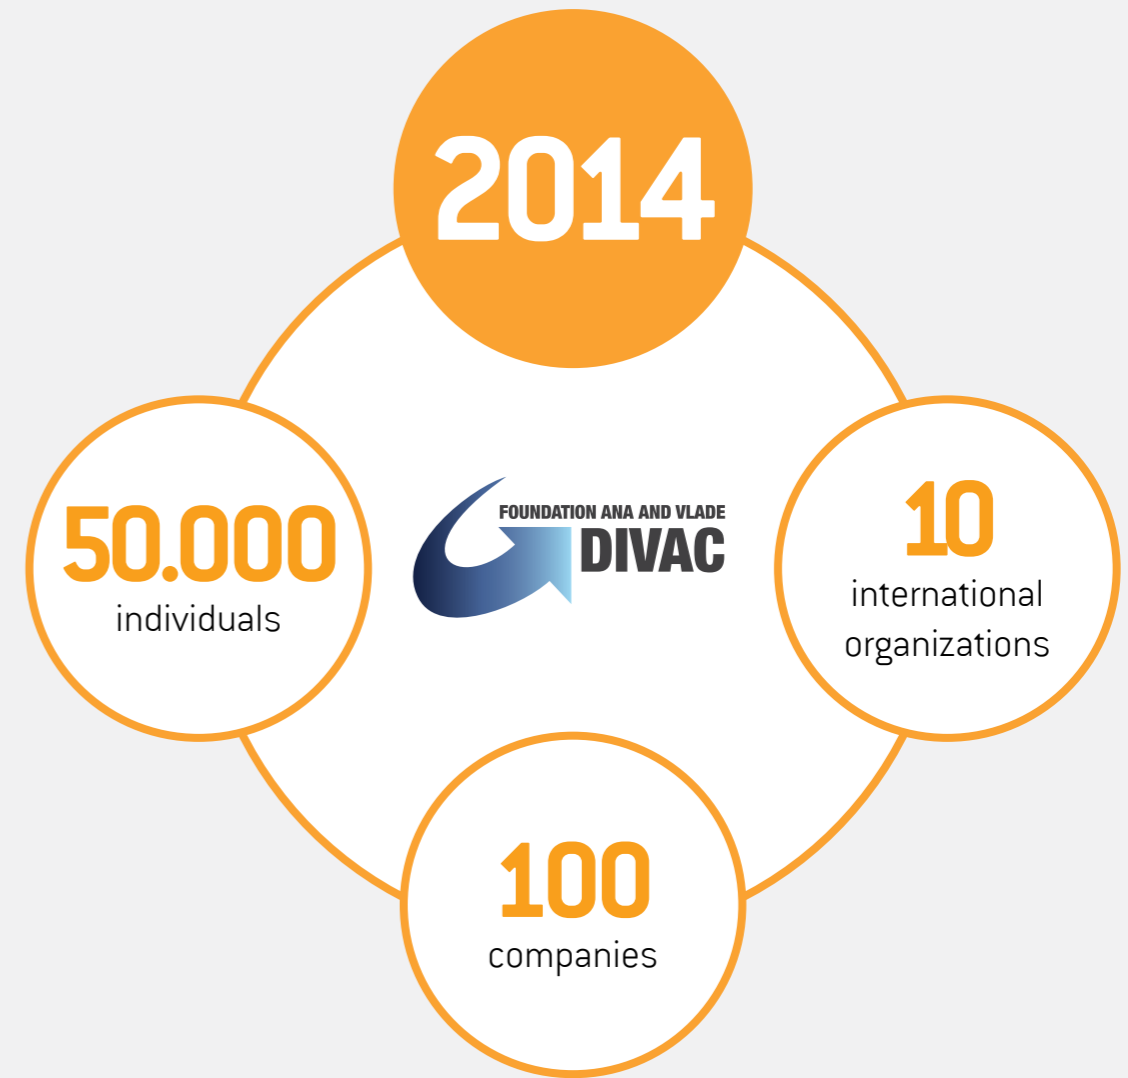 2014
50.000
individuals
FOUNDATION ANA AND VLADE
DIVAC
10
international
organizations
100
companies